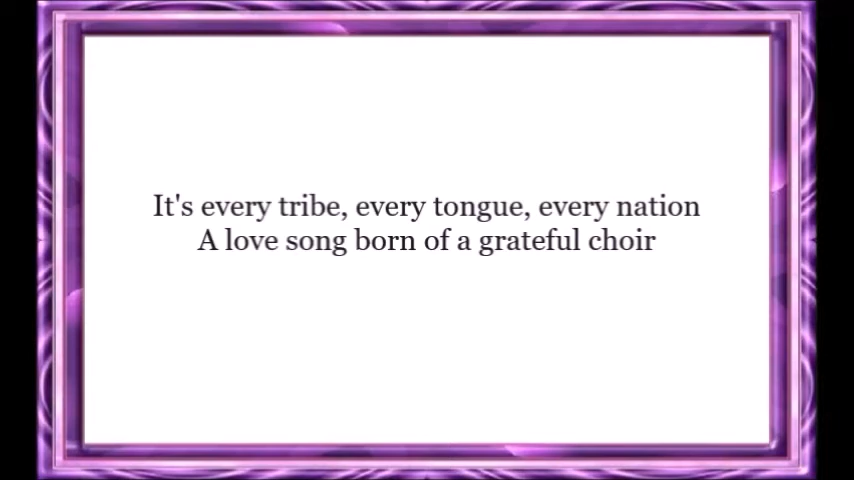 It's every tribe, every tongue, every nation
A love song born of a grateful choir